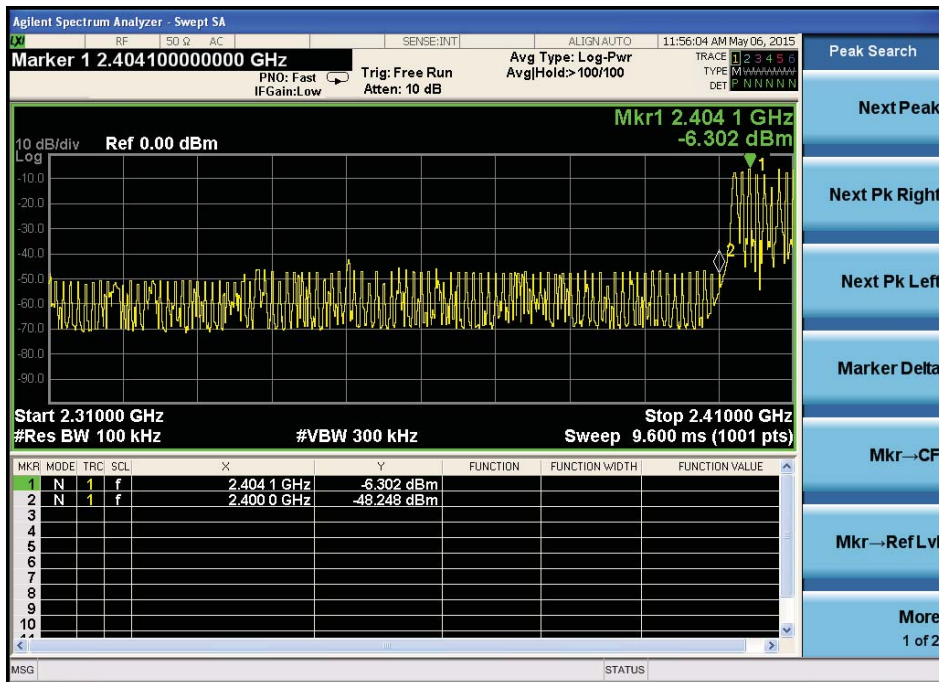 Agilent Spectrum Analyzer - Swept SA
LXI RF 50 Ω AC SENSE:INT ALIGN AUTO 11:56:04 AM May 06, 2015
Marker 1 2.404100000000 GHz
PNO: Fast
IFGain:Low
Trig: Free Run
Atten: 10 dB
Avg Type: Log-Pwr
Avg|Hold:>100/100
TRACE 1 2 3 4 5 6
TYPE M
DET P N N N N N
Peak Search
Mkr1 2.404 1 GHz
-6.302 dBm
10 dB/div Ref 0.00 dBm
Log
1
-10.0
-20.0
-30.0
2
-40.0
-50.0
-60.0
-70.0
-80.0
-90.0
Start 2.31000 GHz Stop 2.41000 GHz
#Res BW 100 kHz #VBW 300 kHz Sweep 9.600 ms (1001 pts)
MKR MODE TRC SCL X Y FUNCTION FUNCTION WIDTH FUNCTION VALUE
1 N 1 f 2.404 1 GHz -6.302 dBm
2 N 1 f 2.400 0 GHz -48.248 dBm
3
4
5
6
7
8
9
10
MSG STATUS
Next Peak
Next Pk Right
Next Pk Left
Marker Delta
Mkr→CF
Mkr→Ref Lvl
More
1 of 2